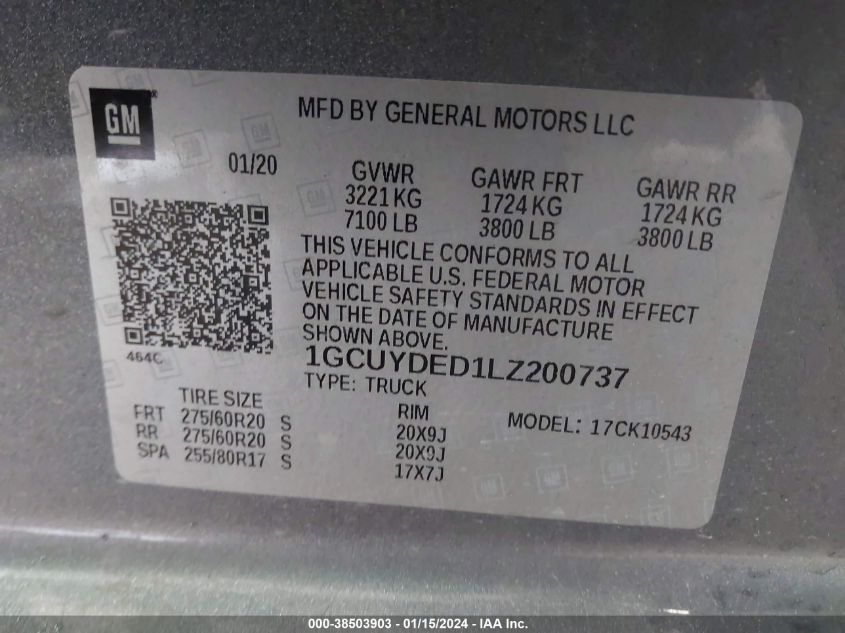 GM
MFD BY GENERAL MOTORS LLC
01/20
GVWR GAWR FRT GAWR RR
3221 KG 1724 KG 1724 KG
7100 LB 3800 LB 3800 LB
THIS VEHICLE CONFORMS TO ALL
APPLICABLE U.S. FEDERAL MOTOR
VEHICLE SAFETY STANDARDS IN EFFECT
ON THE DATE OF MANUFACTURE
SHOWN ABOVE.
464C
1GCUYDED1LZ200737
TYPE: TRUCK
TIRE SIZE RIM MODEL: 17CK10543
FRT 275/60R20 S 20X9J
RR 275/60R20 S 20X9J
SPA 255/80R17 S 17X7J
000-38503903 - 01/15/2024 - IAA Inc.